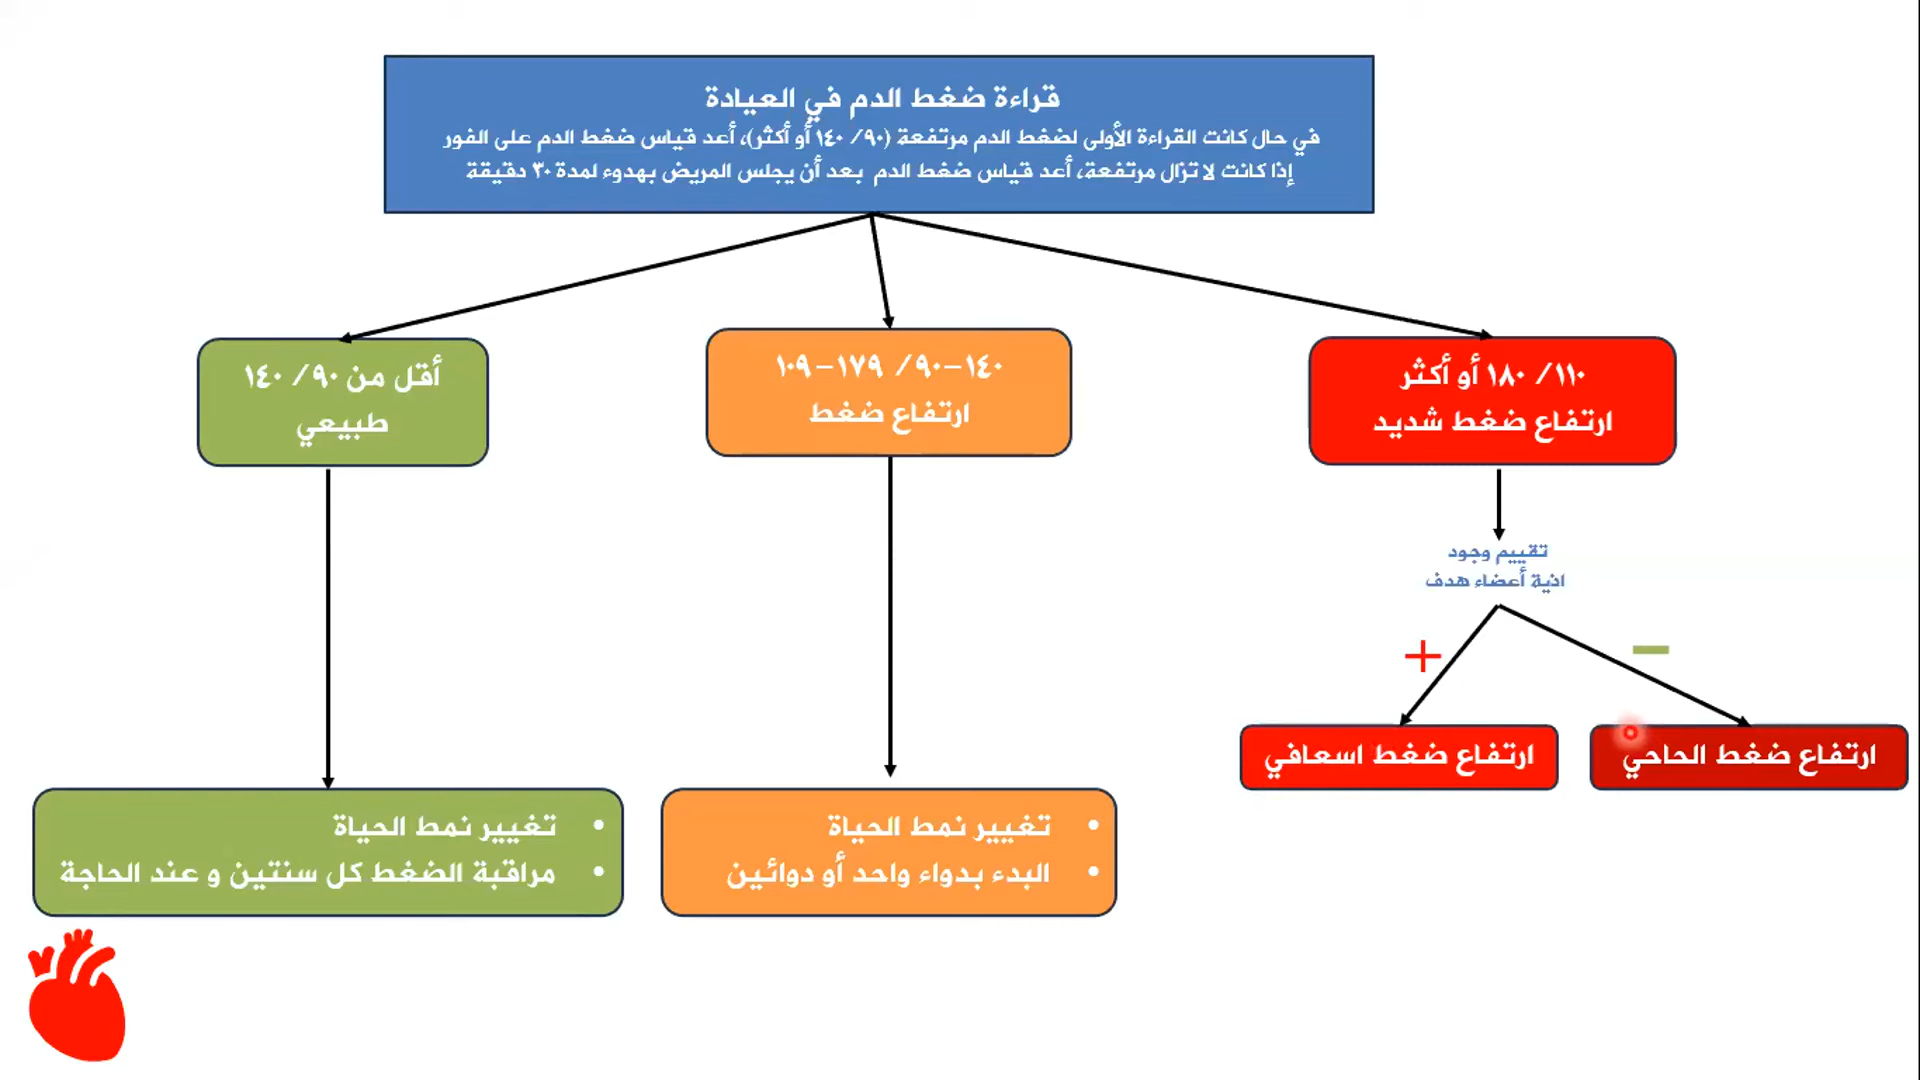 قراءة ضغط الدم في العيادة
في حال كانت القراءة الأولى لضغط الدم مرتفعة (٩٠/ ١٤٠ أو أكثر)، أعد قياس ضغط الدم على الفور
إذا كانت لا تزال مرتفعة، أعد قياس ضغط الدم بعد أن يجلس المريض بهدوء لمدة ٣٠ دقيقة
١١٠/ ١٨٠ أو أكثر
ارتفاع ضغط شديد
١٤٠-٩٠/ ١٧٩-١٠٩
ارتفاع ضغط
أقل من ٩٠/ ١٤٠
طبيعي
تقييم وجود
اذية أعضاء هدف
+
−
ارتفاع ضغط الحاحي
ارتفاع ضغط اسعافي
• تغيير نمط الحياة
• البدء بدواء واحد أو دوائين
• تغيير نمط الحياة
• مراقبة الضغط كل سنتين و عند الحاجة